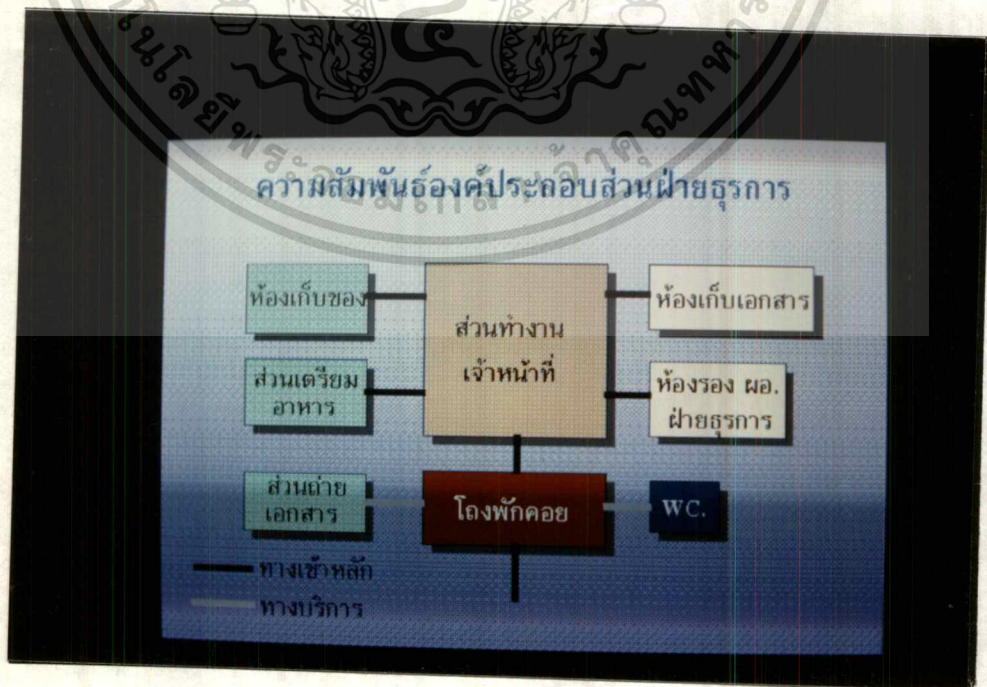 ความสัมพันธ์องค์ประกอบส่วนฝ่ายธุรการ
ห้องเก็บของ
ส่วนทำงาน
เจ้าหน้าที่
ห้องเก็บเอกสาร
ส่วนเตรียม
อาหาร
ห้องรอง ผอ.
ฝ่ายธุรการ
ส่วนถ่าย
เอกสาร
โถงพักคอย
WC.
ทางเข้าหลัก
ทางบริการ